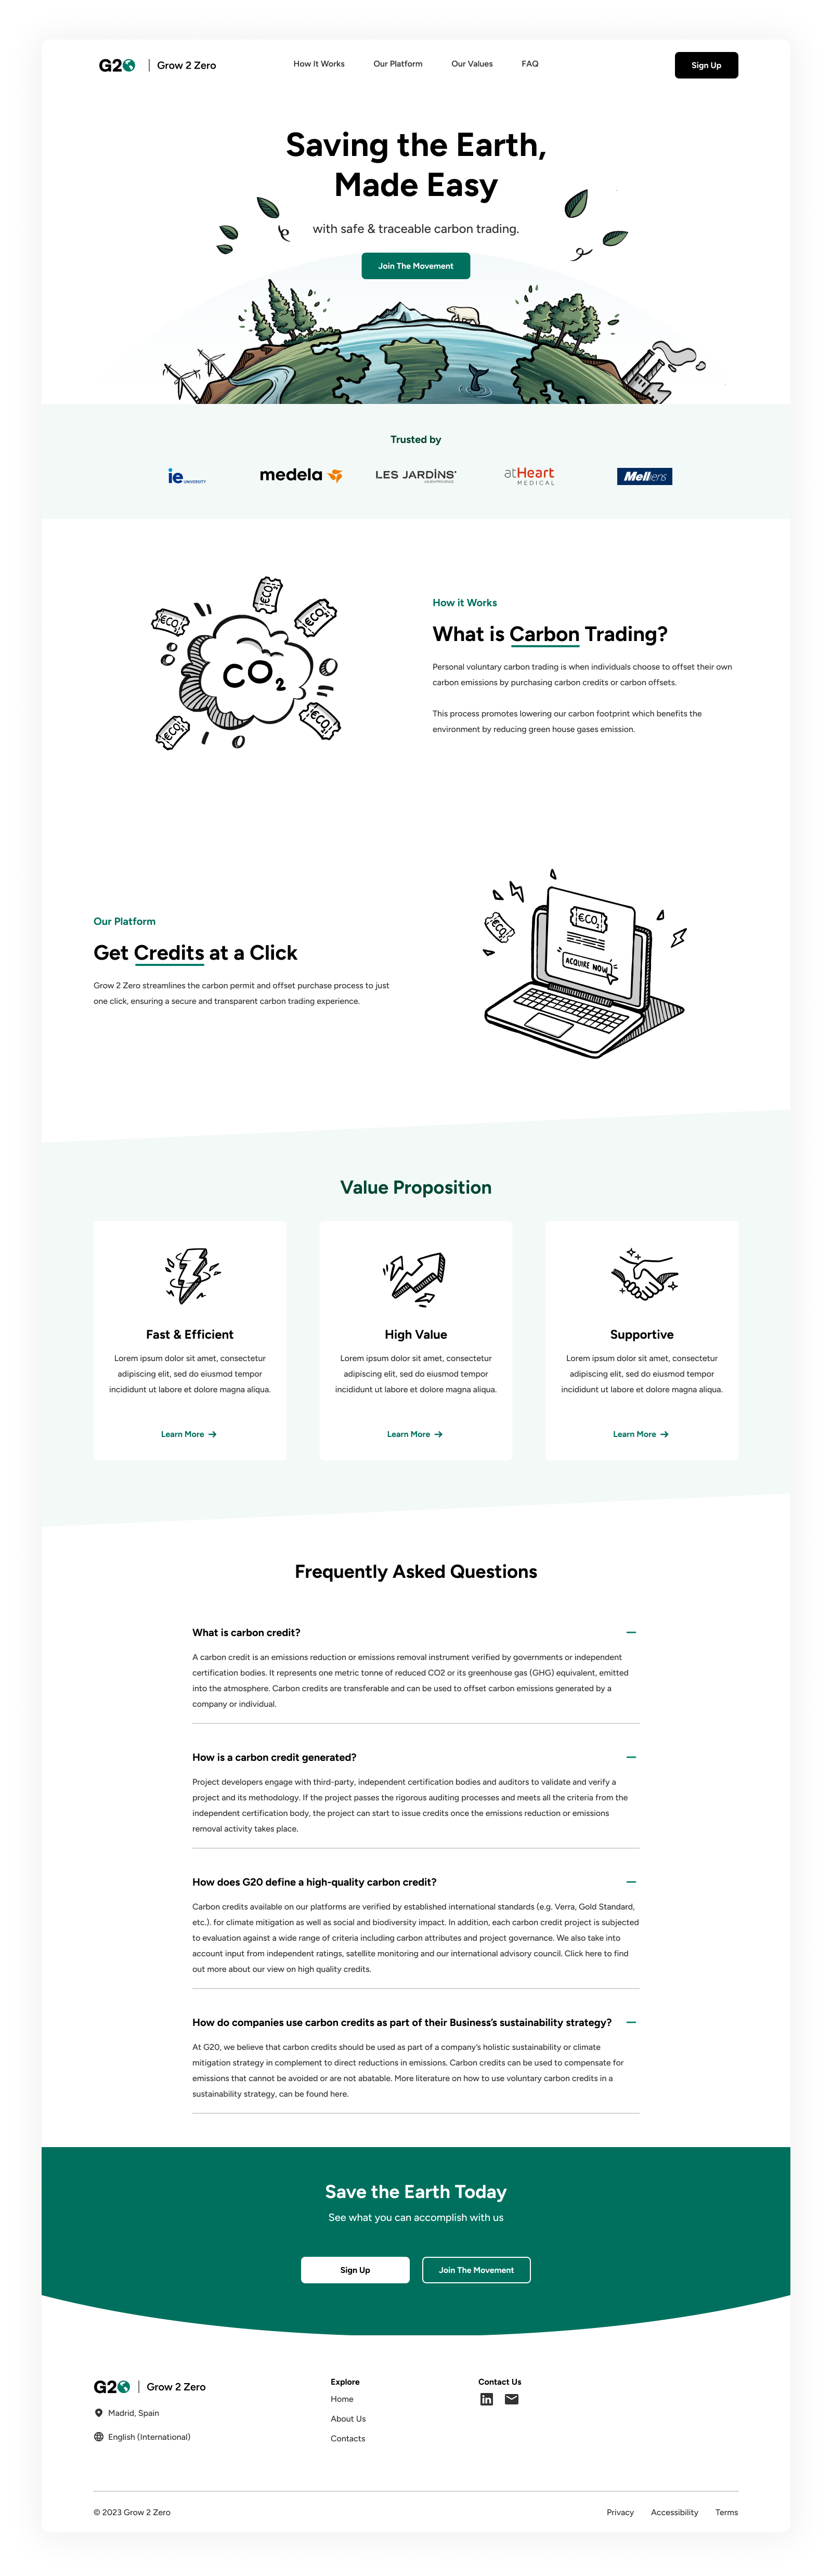 G20 | Grow 2 Zero
How It Works
Our Platform
Our Values
FAQ
Sign Up
Saving the Earth,
Made Easy
with safe & traceable carbon trading.
Join The Movement
Trusted by
ie UNIVERSITY
medela
LES JARDINS
atHeart
MEDICAL
Melliens
€CO₂
€CO₂
€CO₂
CO₂
€CO₂
€CO₂
How it Works
What is Carbon Trading?
Personal voluntary carbon trading is when individuals choose to offset their own
carbon emissions by purchasing carbon credits or carbon offsets.
This process promotes lowering our carbon footprint which benefits the
environment by reducing green house gases emission.
Our Platform
Get Credits at a Click
Grow 2 Zero streamlines the carbon permit and offset purchase process to just
one click, ensuring a secure and transparent carbon trading experience.
€CO₂
€CO₂
ACQUIRE NOW
Value Proposition
Fast & Efficient
Lorem ipsum dolor sit amet, consectetur
adipiscing elit, sed do eiusmod tempor
incididunt ut labore et dolore magna aliqua.
Learn More →
High Value
Lorem ipsum dolor sit amet, consectetur
adipiscing elit, sed do eiusmod tempor
incididunt ut labore et dolore magna aliqua.
Learn More →
Supportive
Lorem ipsum dolor sit amet, consectetur
adipiscing elit, sed do eiusmod tempor
incididunt ut labore et dolore magna aliqua.
Learn More →
Frequently Asked Questions
What is carbon credit?
A carbon credit is an emissions reduction or emissions removal instrument verified by governments or independent
certification bodies. It represents one metric tonne of reduced CO2 or its greenhouse gas (GHG) equivalent, emitted
into the atmosphere. Carbon credits are transferable and can be used to offset carbon emissions generated by a
company or individual.
How is a carbon credit generated?
Project developers engage with third-party, independent certification bodies and auditors to validate and verify a
project and its methodology. If the project passes the rigorous auditing processes and meets all the criteria from the
independent certification body, the project can start to issue credits once the emissions reduction or emissions
removal activity takes place.
How does G20 define a high-quality carbon credit?
Carbon credits available on our platforms are verified by established international standards (e.g. Verra, Gold Standard,
etc.). for climate mitigation as well as social and biodiversity impact. In addition, each carbon credit project is subjected
to evaluation against a wide range of criteria including carbon attributes and project governance. We also take into
account input from independent ratings, satellite monitoring and our international advisory council. Click here to find
out more about our view on high quality credits.
How do companies use carbon credits as part of their Business’s sustainability strategy?
At G20, we believe that carbon credits should be used as part of a company’s holistic sustainability or climate
mitigation strategy in complement to direct reductions in emissions. Carbon credits can be used to compensate for
emissions that cannot be avoided or are not abatable. More literature on how to use voluntary carbon credits in a
sustainability strategy, can be found here.
Save the Earth Today
See what you can accomplish with us
Sign Up
Join The Movement
G20 | Grow 2 Zero
Madrid, Spain
English (International)
Explore
Home
About Us
Contacts
Contact Us
in
© 2023 Grow 2 Zero
Privacy
Accessibility
Terms